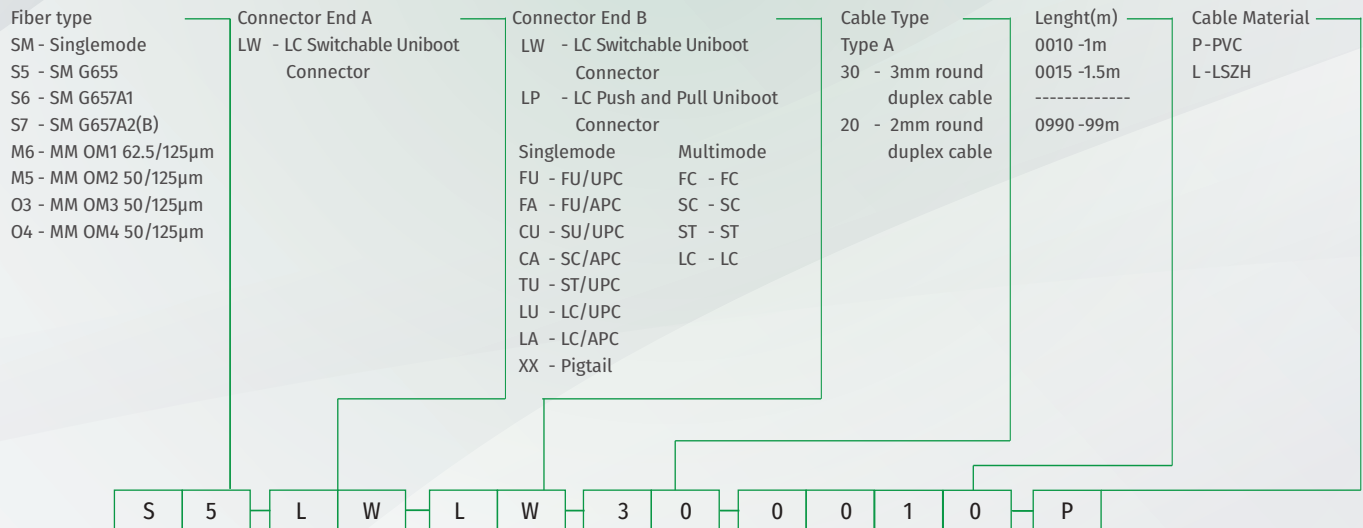 Fiber type
SM - Singlemode
S5 - SM G655
S6 - SM G657A1
S7 - SM G657A2(B)
M6 - MM OM1 62.5/125µm
M5 - MM OM2 50/125µm
O3 - MM OM3 50/125µm
O4 - MM OM4 50/125µm
Connector End A
LW - LC Switchable Uniboot
Connector
Connector End B
LW - LC Switchable Uniboot
Connector
LP - LC Push and Pull Uniboot
Connector
Singlemode
FU - FU/UPC
FA - FU/APC
CU - SU/UPC
CA - SC/APC
TU - ST/UPC
LU - LC/UPC
LA - LC/APC
XX - Pigtail
Multimode
FC - FC
SC - SC
ST - ST
LC - LC
Cable Type
Type A
30 - 3mm round
duplex cable
20 - 2mm round
duplex cable
Lenght(m)
0010 -1m
0015 -1.5m
-------------
0990 -99m
Cable Material
P-PVC
L-LSZH
S 5 - L W - L W - 3 0 - 0 0 1 0 - P